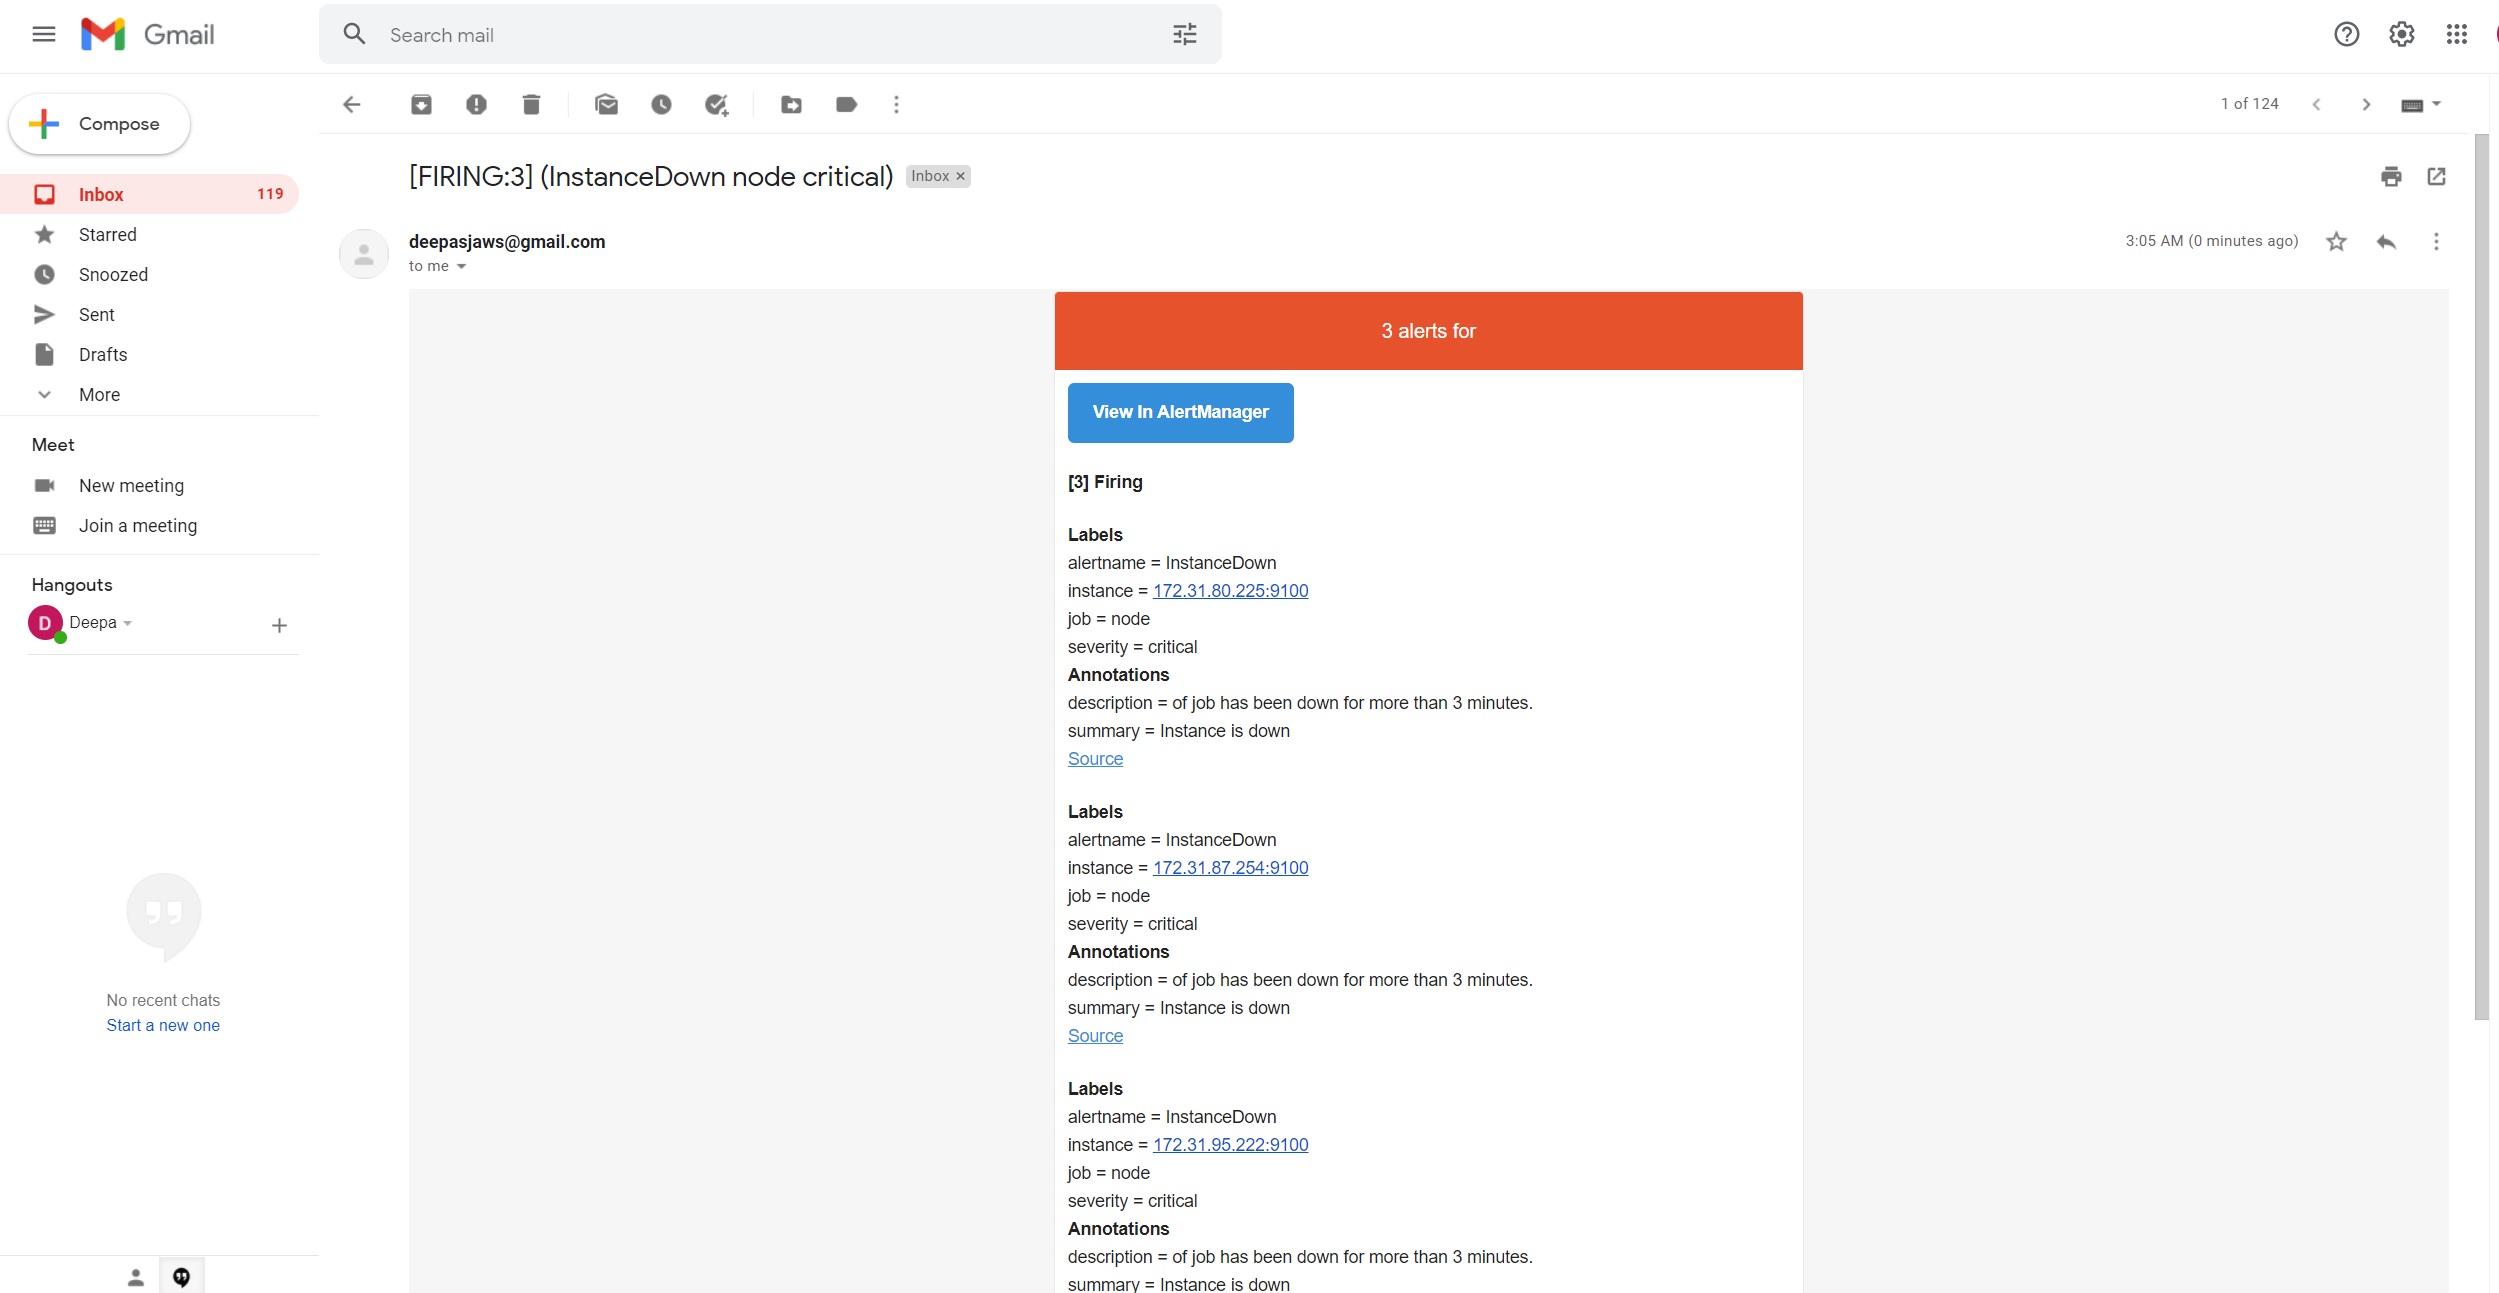 Gmail
Search mail
Compose
1 of 124
Inbox 119
Starred
Snoozed
Sent
Drafts
More
Meet
New meeting
Join a meeting
Hangouts
D Deepa
No recent chats
Start a new one
[FIRING:3] (InstanceDown node critical) Inbox ×
deepasjaws@gmail.com
to me
3:05 AM (0 minutes ago)
3 alerts for
View In AlertManager
[3] Firing
Labels
alertname = InstanceDown
instance = 172.31.80.225:9100
job = node
severity = critical
Annotations
description = of job has been down for more than 3 minutes.
summary = Instance is down
Source
Labels
alertname = InstanceDown
instance = 172.31.87.254:9100
job = node
severity = critical
Annotations
description = of job has been down for more than 3 minutes.
summary = Instance is down
Source
Labels
alertname = InstanceDown
instance = 172.31.95.222:9100
job = node
severity = critical
Annotations
description = of job has been down for more than 3 minutes.
summary = Instance is down